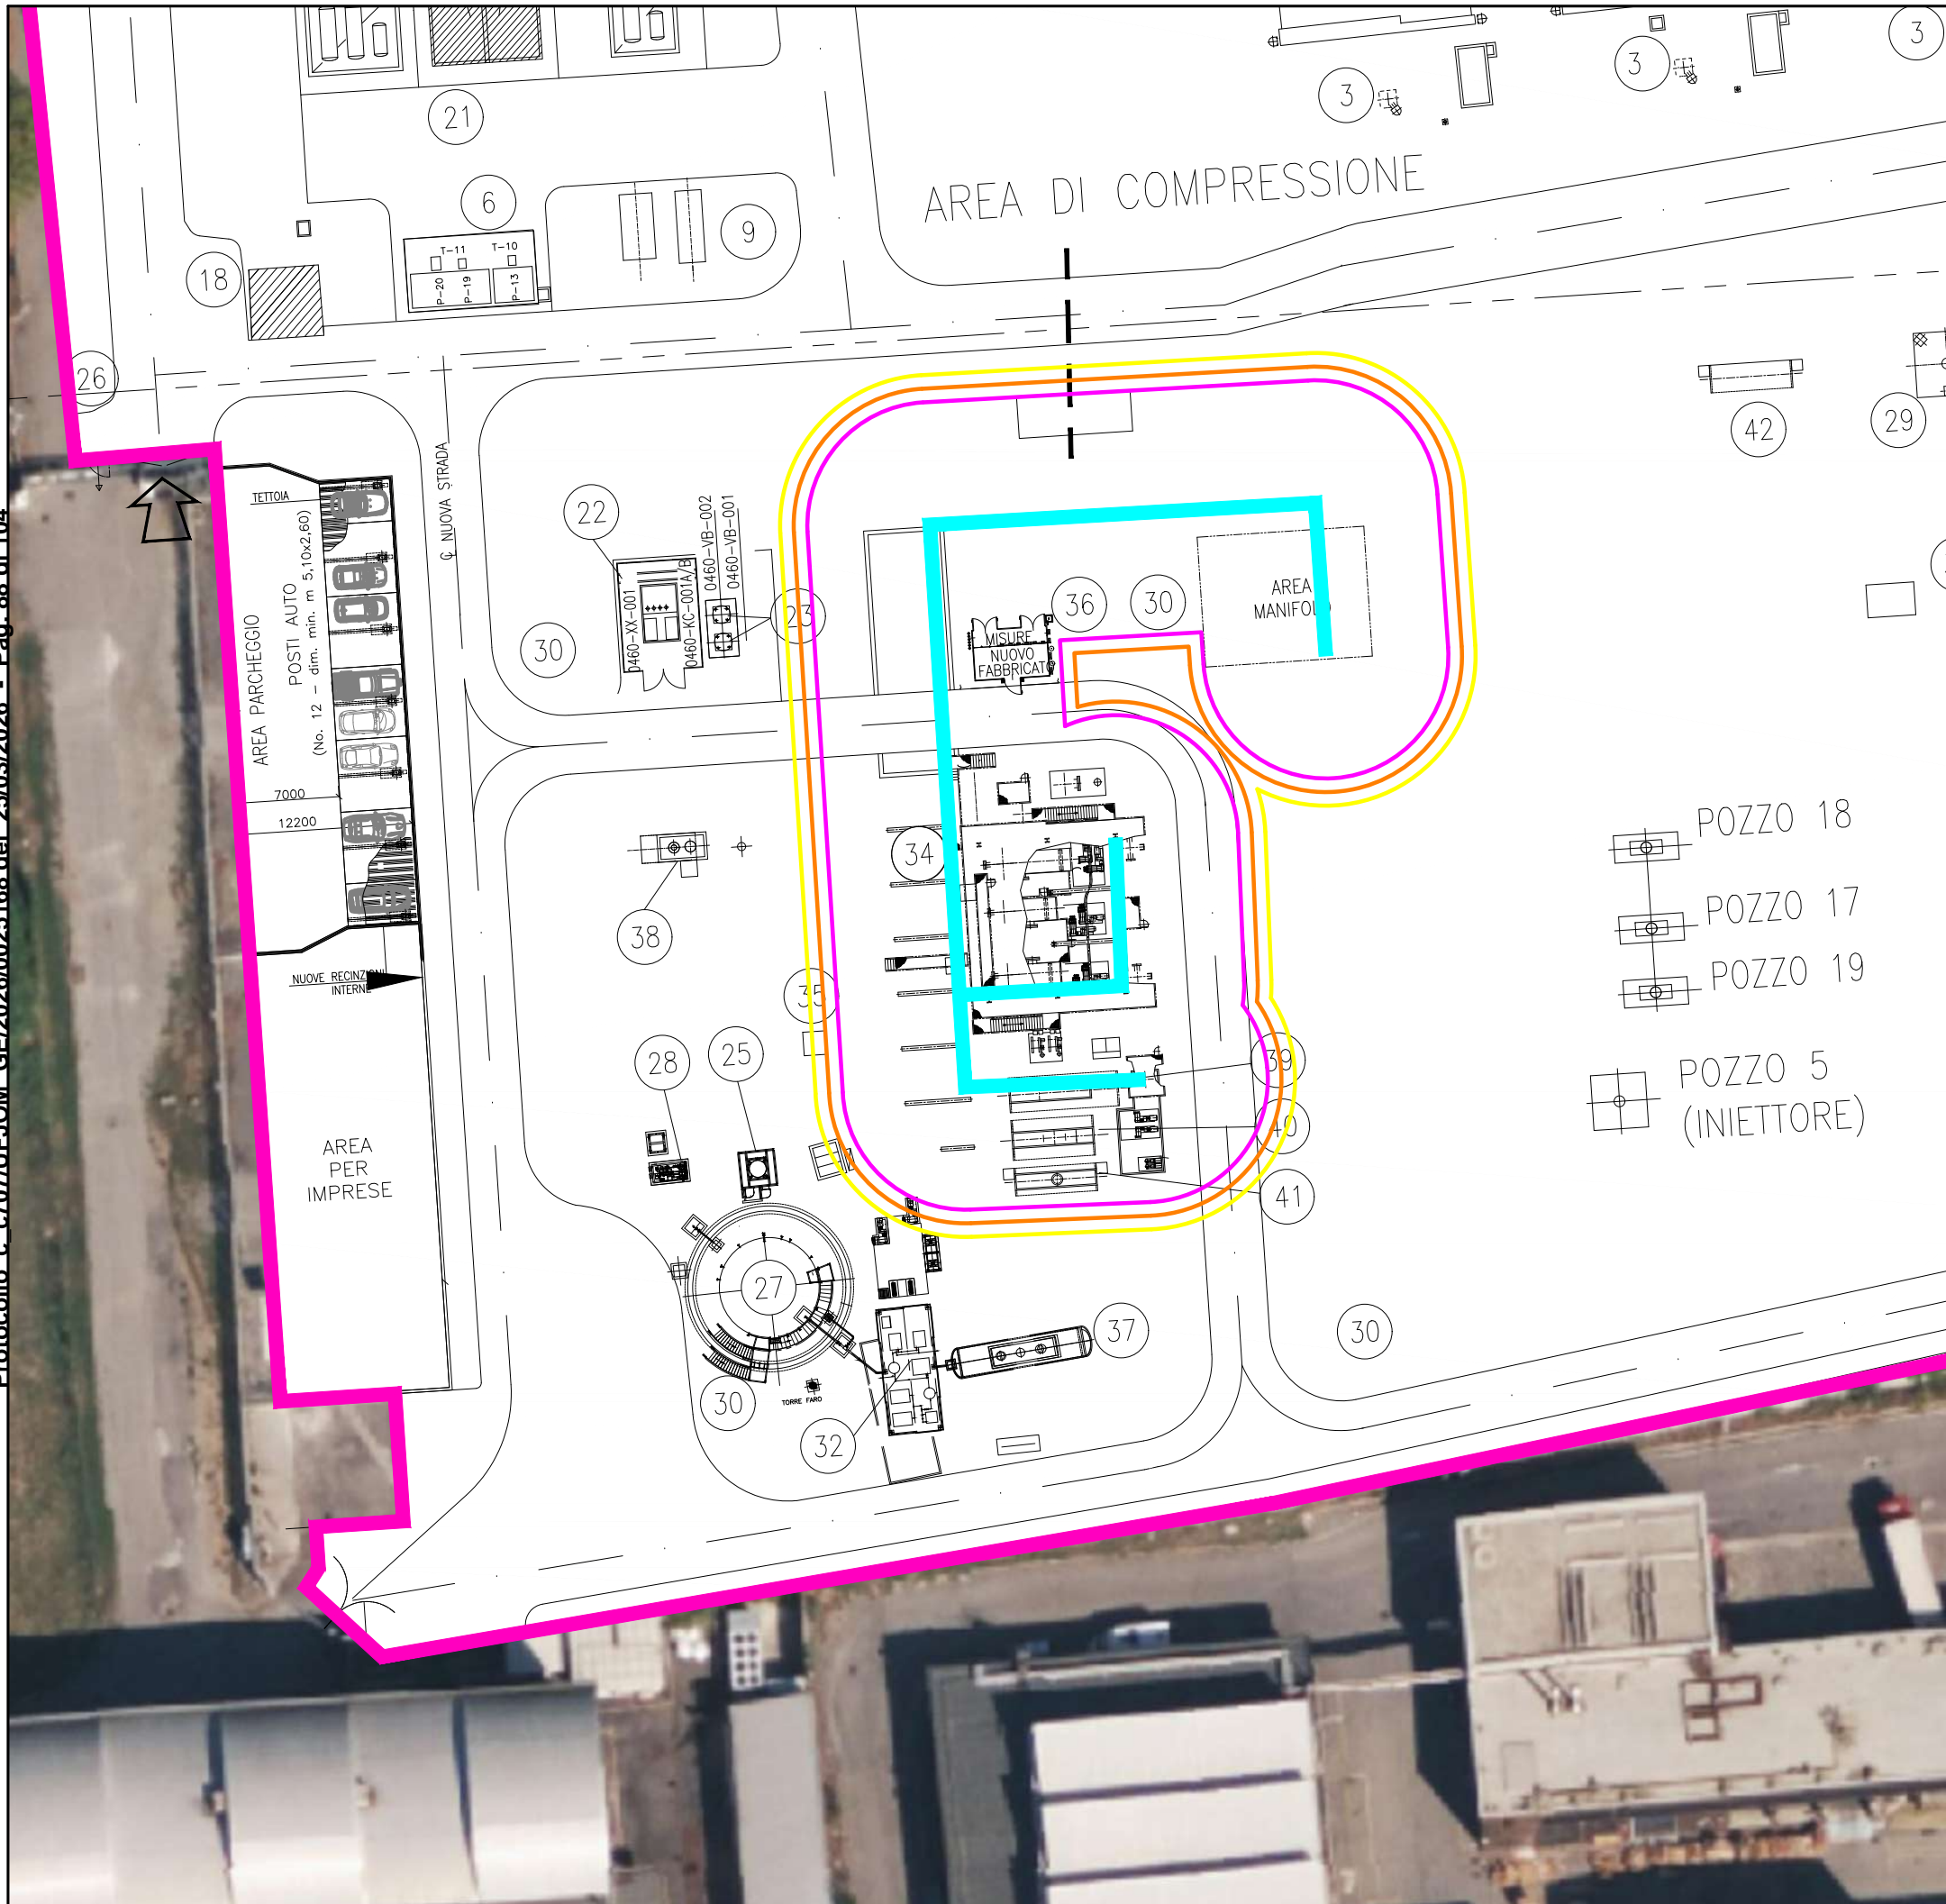 3
3
3
21
AREA DI COMPRESSIONE
6
9
T-11
T-10
P-20
P-19
P-13
18
26
42
29
TETTOIA
NUOVA STRADA
22
0460-VB-002
0460-VB-001
23
0460-XX-001
0460-KC-001A/B
30
AREA PARCHEGGIO
POSTI AUTO
(No. 12 - dim. min. m 5,10x2,60)
7000
12200
36
30
AREA
MANIFOLD
MISURE
NUOVO
FABBRICATO
34
38
35
NUOVE RECINZIONI
INTERNE
28
25
39
40
41
POZZO 18
POZZO 17
POZZO 19
POZZO 5
(INIETTORE)
AREA
PER
IMPRESE
27
37
30
30
TORRE FARO
32